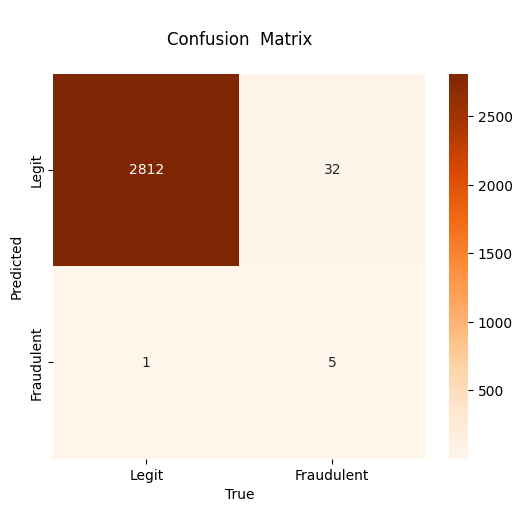 Confusion  Matrix
Predicted
Legit
2812
32
Fraudulent
1
5
Legit
Fraudulent
True
2500
2000
1500
1000
500